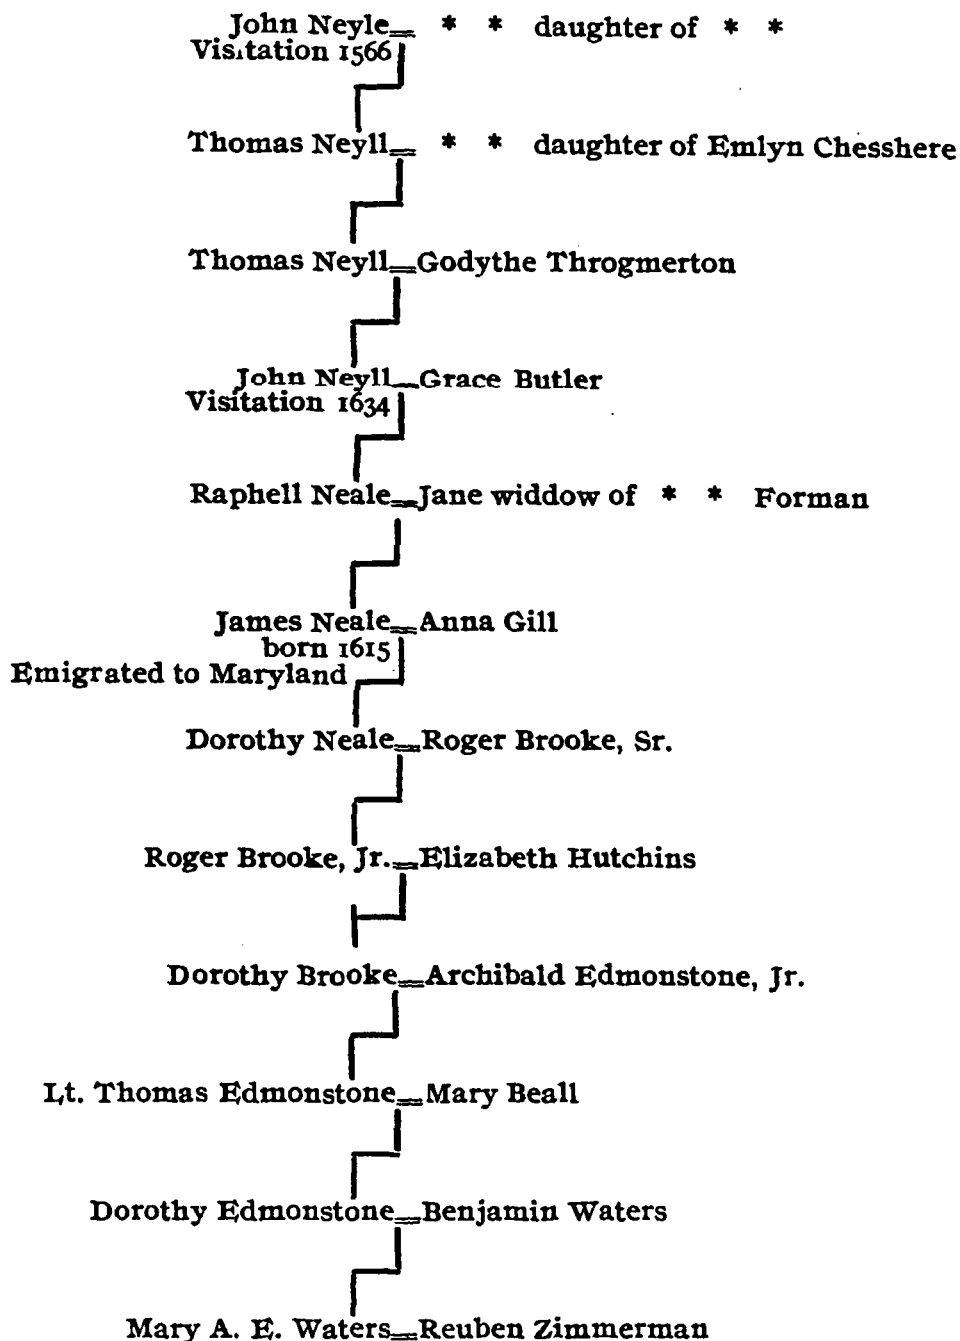 John Neyle= * * daughter of * *
Vis.tation 1566
Thomas Neyll= * * daughter of Emlyn Chesshere
Thomas Neyll=Godythe Throgmerton
John Neyll=Grace Butler
Visitation 1634
Raphell Neale=Jane widdow of * * Forman
James Neale=Anna Gill
born 1615
Emigrated to Maryland
Dorothy Neale=Roger Brooke, Sr.
Roger Brooke, Jr.=Elizabeth Hutchins
Dorothy Brooke=Archibald Edmonstone, Jr.
Lt. Thomas Edmonstone=Mary Beall
Dorothy Edmonstone=Benjamin Waters
Mary A. E. Waters=Reuben Zimmerman